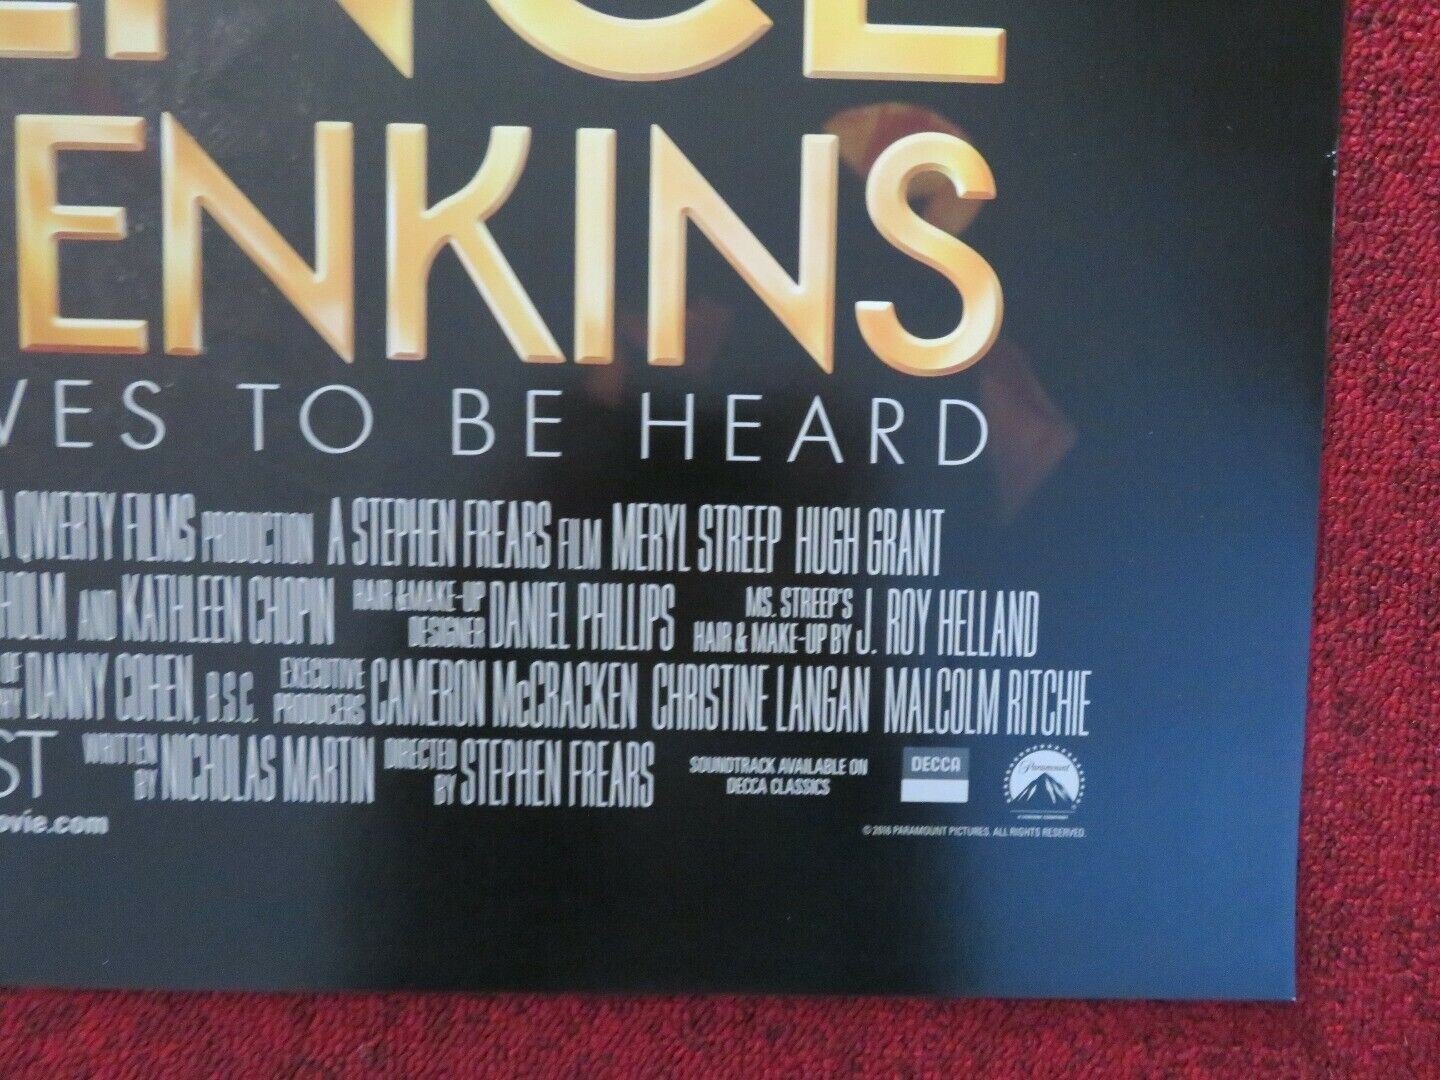 ENCE
ENKINS
VES TO BE HEARD
A QWERTY FILMS PRODUCTION A STEPHEN FREARS FILM MERYL STREEP HUGH GRANT
HOLM AND KATHLEEN CHOPIN HAIR & MAKE-UP DESIGNER DANIEL PHILLIPS MS. STREEP'S HAIR & MAKE-UP BY J. ROY HELLAND
OF DANNY COHEN, B.S.C. EXECUTIVE PRODUCERS CAMERON McCRACKEN CHRISTINE LANGAN MALCOLM RITCHIE
ST WRITTEN BY NICHOLAS MARTIN DIRECTED BY STEPHEN FREARS
SOUNDTRACK AVAILABLE ON
DECCA CLASSICS
DECCA
Paramount
A VIACOM COMPANY
ovie.com
© 2016 PARAMOUNT PICTURES. ALL RIGHTS RESERVED.